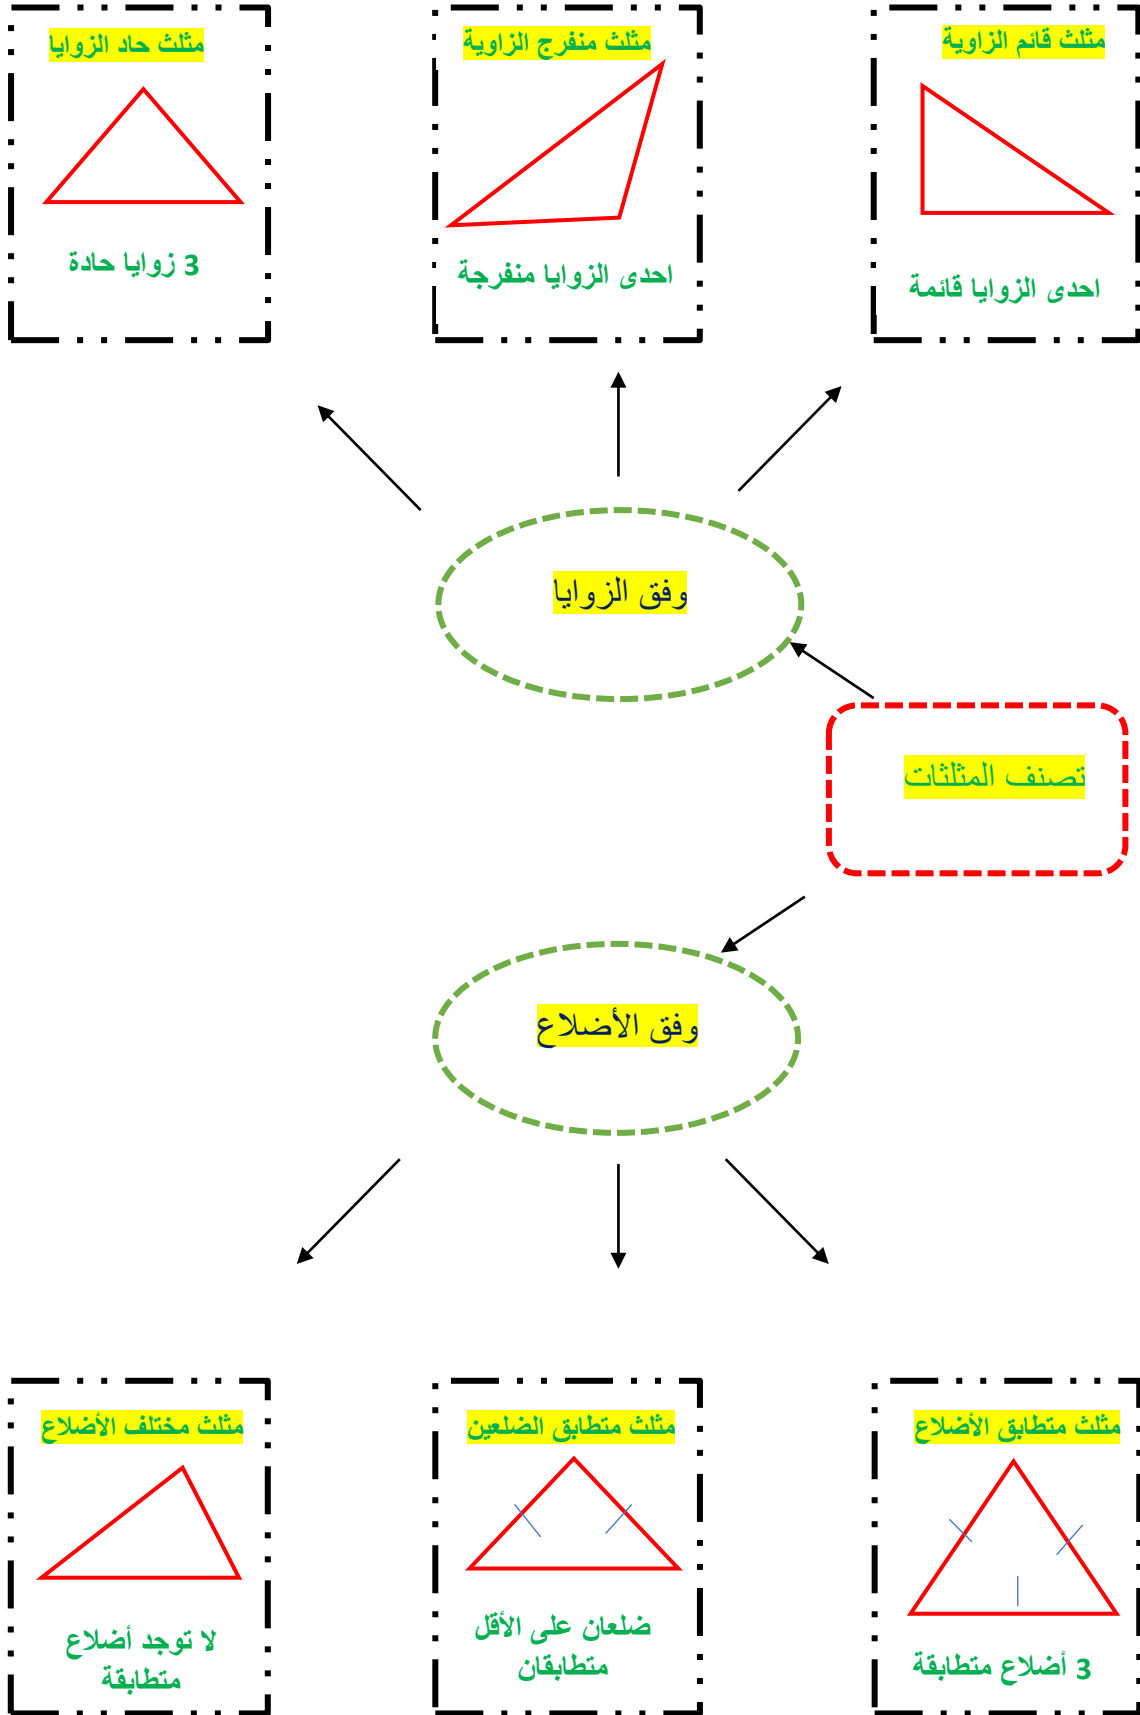 مثلث قائم الزاوية
احدى الزوايا قائمة
مثلث منفرج الزاوية
احدى الزوايا منفرجة
مثلث حاد الزوايا
3 زوايا حادة
وفق الزوايا
تصنف المثلثات
وفق الأضلاع
مثلث متطابق الأضلاع
3 أضلاع متطابقة
مثلث متطابق الضلعين
ضلعان على الأقل
متطابقان
مثلث مختلف الأضلاع
لا توجد أضلاع
متطابقة